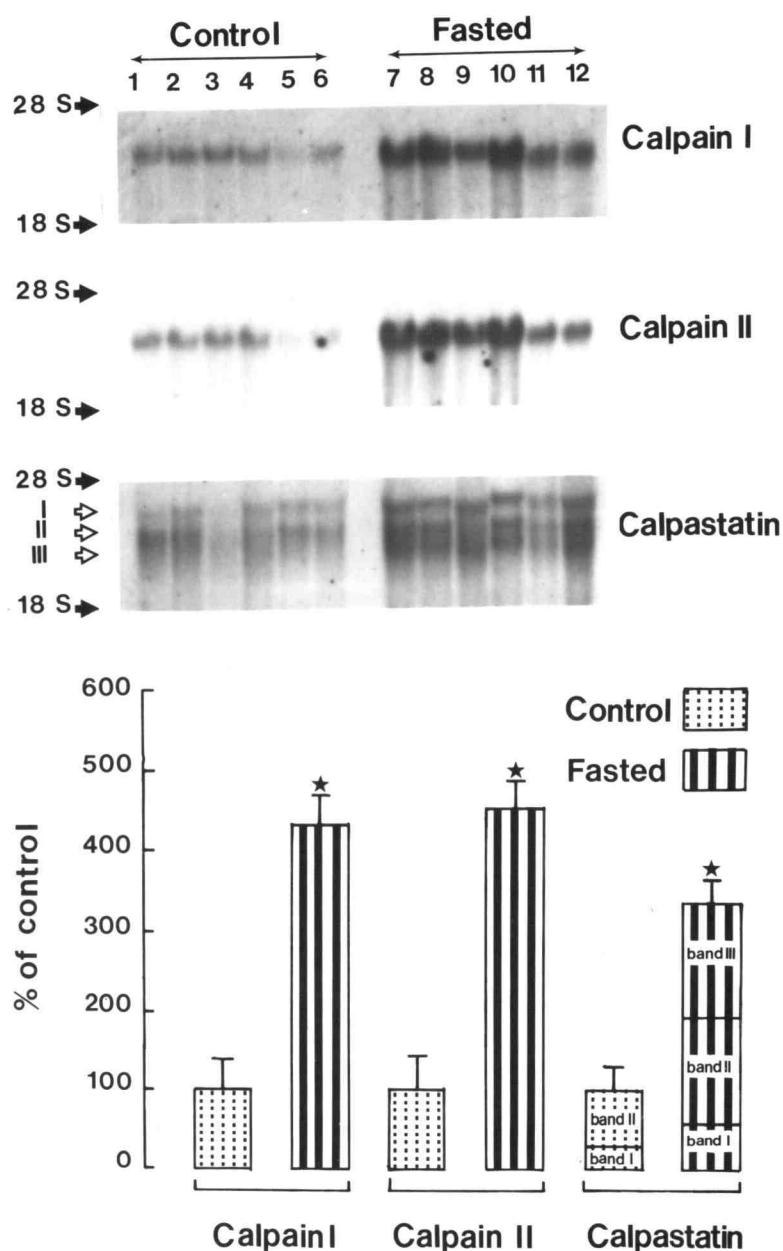 Control Fasted
1 2 3 4 5 6 7 8 9 10 11 12
28 S
Calpain I
18 S
28 S
Calpain II
18 S
28 S
I
II
Calpastatin
III
18 S
600
Control
500
Fasted
400
300
200
100
0
% of control
band III
band II
band I
band II
band I
Calpain I Calpain II Calpastatin